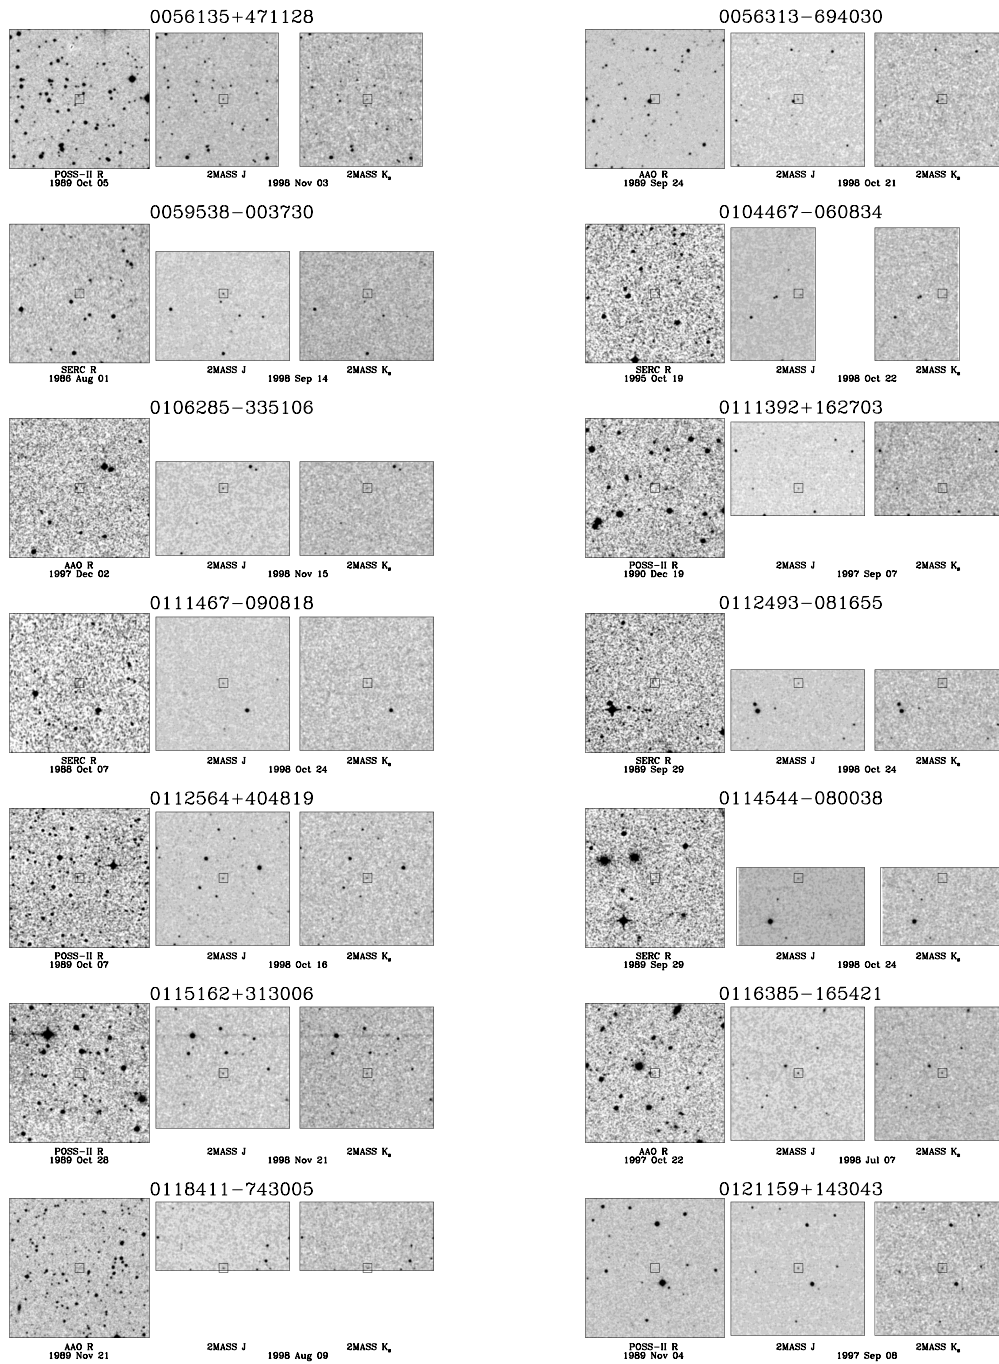 0056135+471128
POSS-II R 2MASS J 2MASS Ks
1989 Oct 05 1998 Nov 03
0056313-694030
AAO R 2MASS J 2MASS Ks
1989 Sep 24 1998 Oct 21
0059538-003730
SERC R 2MASS J 2MASS Ks
1986 Aug 01 1998 Sep 14
0104467-060834
SERC R 2MASS J 2MASS Ks
1995 Oct 19 1998 Oct 22
0106285-335106
AAO R 2MASS J 2MASS Ks
1997 Dec 02 1998 Nov 15
0111392+162703
POSS-II R 2MASS J 2MASS Ks
1990 Dec 19 1997 Sep 07
0111467-090818
SERC R 2MASS J 2MASS Ks
1988 Oct 07 1998 Oct 24
0112493-081655
SERC R 2MASS J 2MASS Ks
1989 Sep 29 1998 Oct 24
0112564+404819
POSS-II R 2MASS J 2MASS Ks
1989 Oct 07 1998 Oct 16
0114544-080038
SERC R 2MASS J 2MASS Ks
1989 Sep 29 1998 Oct 24
0115162+313006
POSS-II R 2MASS J 2MASS Ks
1989 Oct 28 1998 Nov 21
0116385-165421
AAO R 2MASS J 2MASS Ks
1997 Oct 22 1998 Jul 07
0118411-743005
AAO R 2MASS J 2MASS Ks
1989 Nov 21 1998 Aug 09
0121159+143043
POSS-II R 2MASS J 2MASS Ks
1989 Nov 04 1997 Sep 08